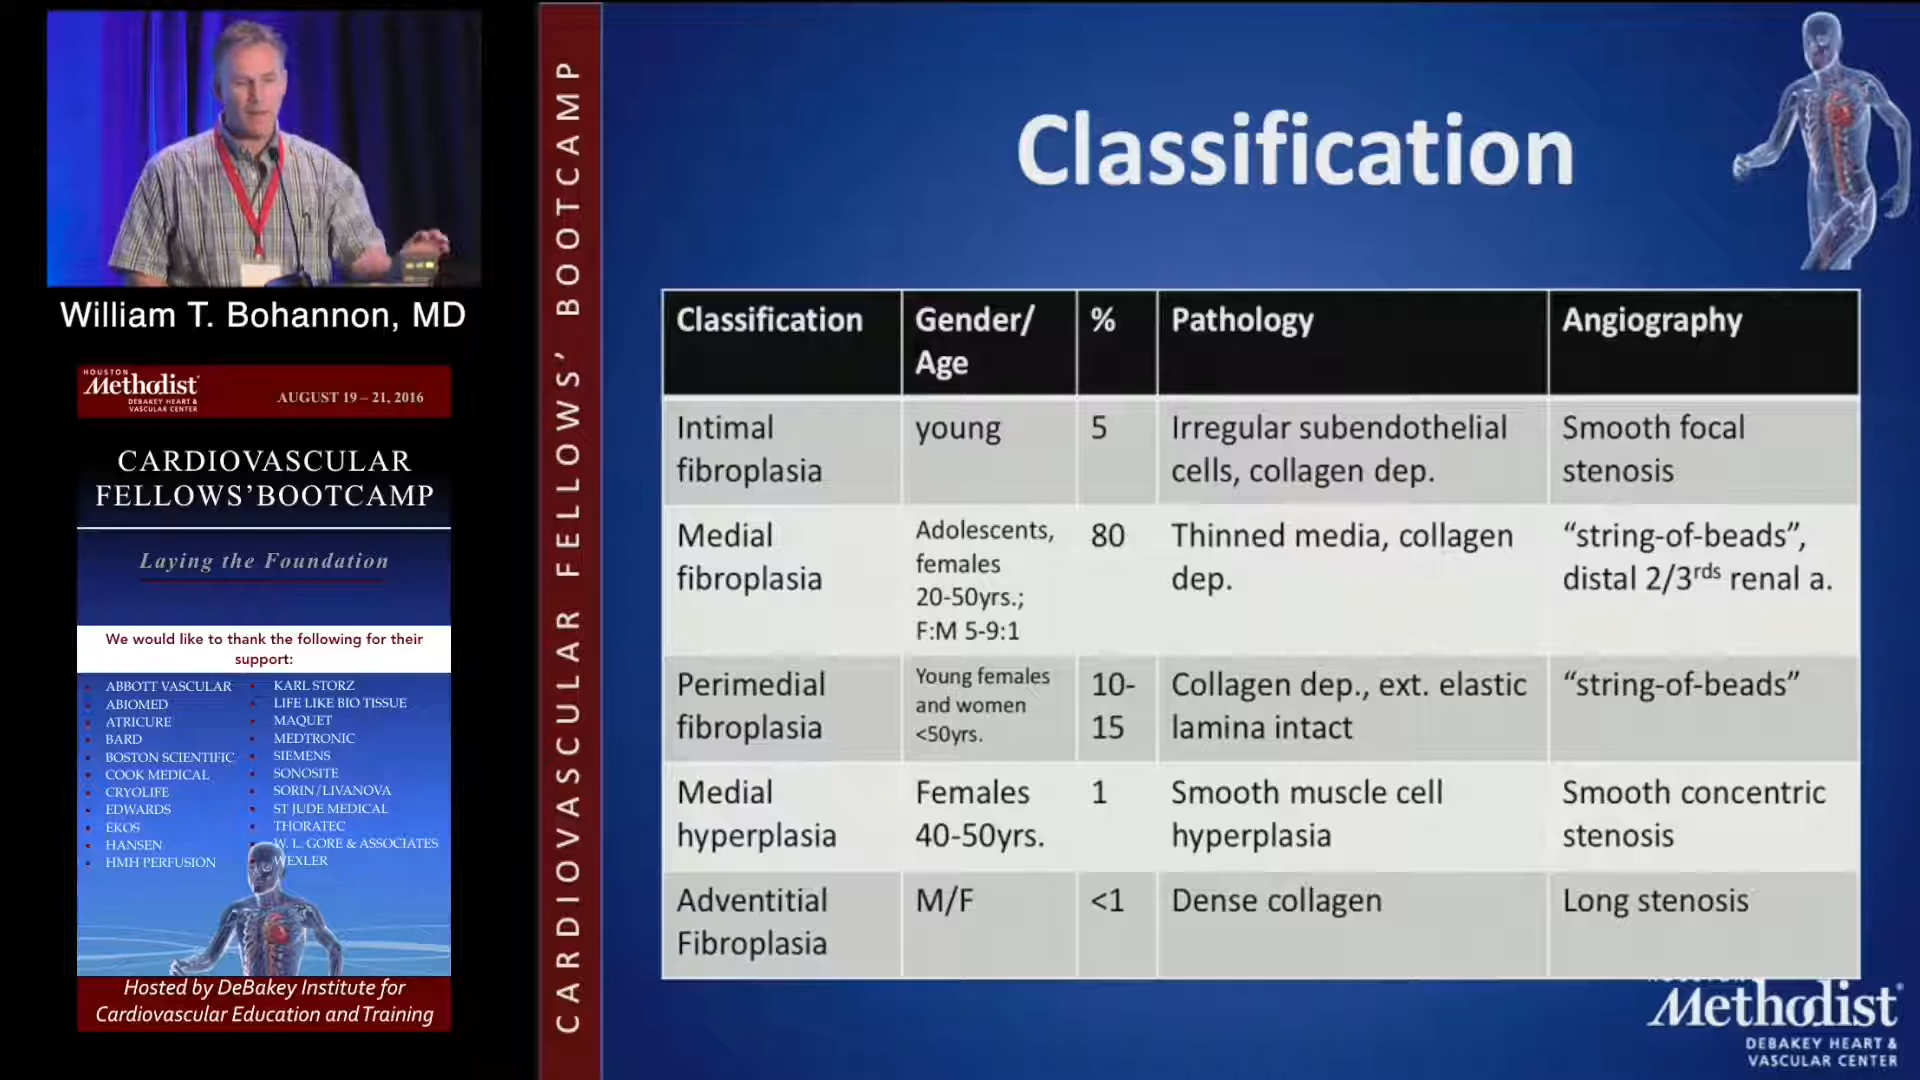 William T. Bohannon, MD
HOUSTON
Methodist
DEBAKEY HEART &
VASCULAR CENTER
AUGUST 19 – 21, 2016
CARDIOVASCULAR
FELLOWS'BOOTCAMP
Laying the Foundation
We would like to thank the following for their
support:
ABBOTT VASCULAR
ABIOMED
ATRICURE
BARD
BOSTON SCIENTIFIC
COOK MEDICAL
CRYOLIFE
EDWARDS
EKOS
HANSEN
HMH PERFUSION
KARL STORZ
LIFE LIKE BIO TISSUE
MAQUET
MEDTRONIC
SIEMENS
SONOSITE
SORIN/LIVANOVA
ST JUDE MEDICAL
THORATEC
W. L. GORE & ASSOCIATES
WEXLER
Hosted by DeBakey Institute for
Cardiovascular Education and Training
CARDIOVASCULAR FELLOWS' BOOTCAMP
Classification
Classification
Gender/
Age
%
Pathology
Angiography
Intimal
fibroplasia
young
5
Irregular subendothelial
cells, collagen dep.
Smooth focal
stenosis
Medial
fibroplasia
Adolescents,
females
20-50yrs.;
F:M 5-9:1
80
Thinned media, collagen
dep.
“string-of-beads”,
distal 2/3rds renal a.
Perimedial
fibroplasia
Young females
and women
<50yrs.
10-
15
Collagen dep., ext. elastic
lamina intact
“string-of-beads”
Medial
hyperplasia
Females
40-50yrs.
1
Smooth muscle cell
hyperplasia
Smooth concentric
stenosis
Adventitial
Fibroplasia
M/F
<1
Dense collagen
Long stenosis
Methodist
DEBAKEY HEART &
VASCULAR CENTER